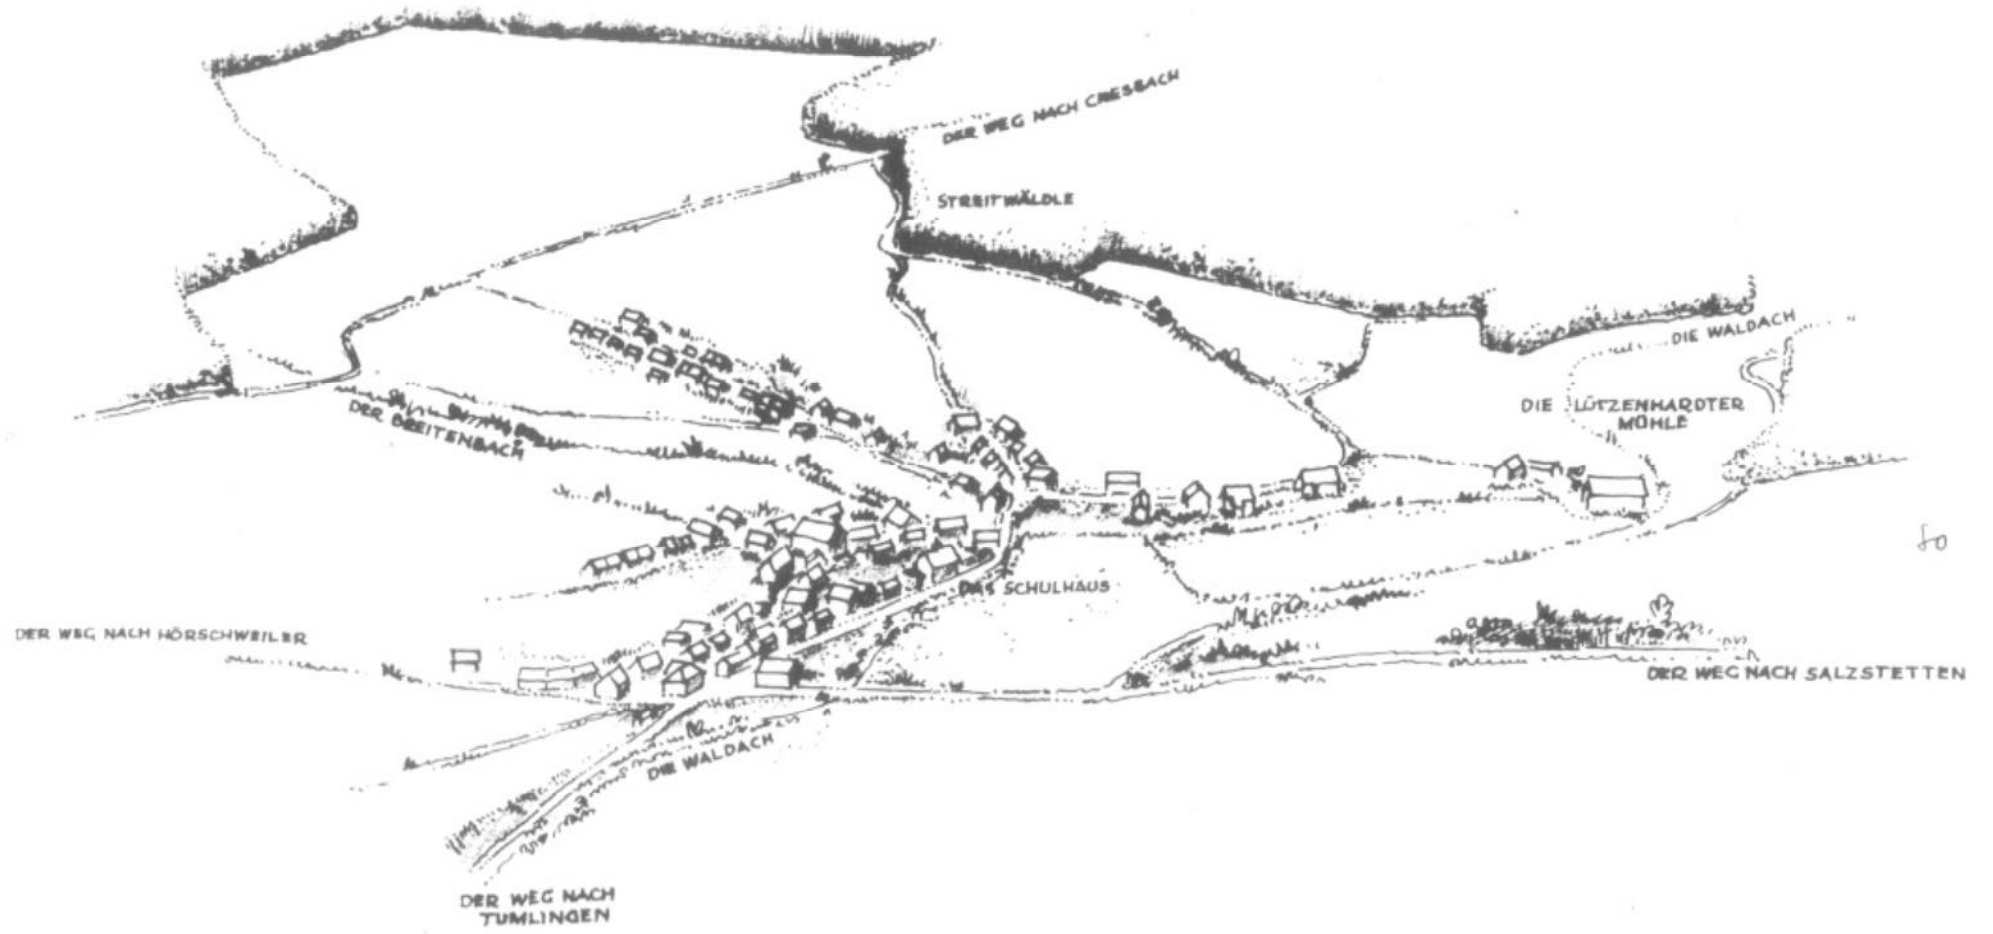 DER WEG NACH CRESBACH
STREITWÄLDLE
DIE WALDACH
DIE LÜTZENHARDTER
MÜHLE
DER BREITENBACH
DAS SCHULHAUS
DER WEG NACH HÖRSCHWEILER
DER WEG NACH SALZSTETTEN
DIE WALDACH
DER WEG NACH
TUMLINGEN